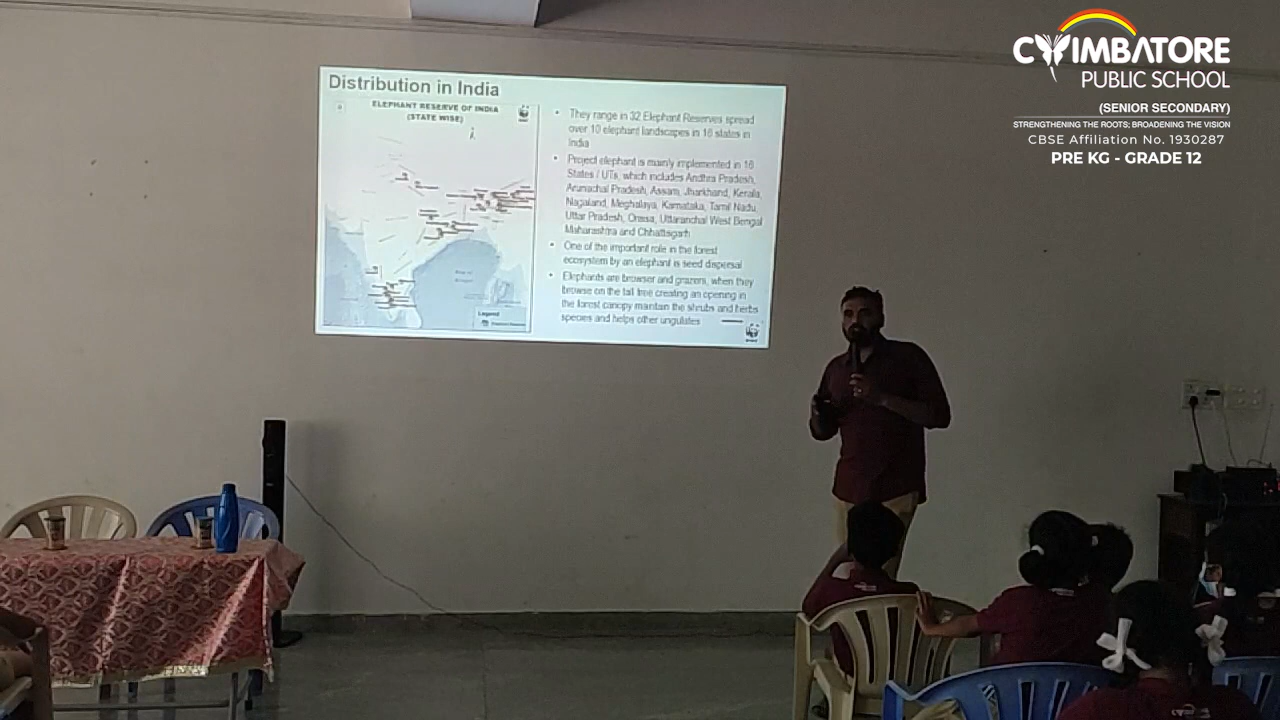 COIMBATORE
PUBLIC SCHOOL
(SENIOR SECONDARY)
STRENGTHENING THE ROOTS; BROADENING THE VISION
CBSE Affiliation No. 1930287
PRE KG - GRADE 12
Distribution in India
ELEPHANT RESERVE OF INDIA
(STATE WISE)
Legend
• They range in 32 Elephant Reserves spread
over 10 elephant landscapes in 16 states in
India
• Project elephant is mainly implemented in 16
States / UTs, which includes Andhra Pradesh,
Arunachal Pradesh, Assam, Jharkhand, Kerala,
Nagaland, Meghalaya, Karnataka, Tamil Nadu,
Uttar Pradesh, Orissa, Uttaranchal West Bengal
Maharashtra and Chhattisgarh
• One of the important role in the forest
ecosystem by an elephant is seed dispersal
• Elephants are browser and grazers, when they
browse on the tall tree creating an opening in
the forest canopy maintain the shrubs and herbs
species and helps other ungulates